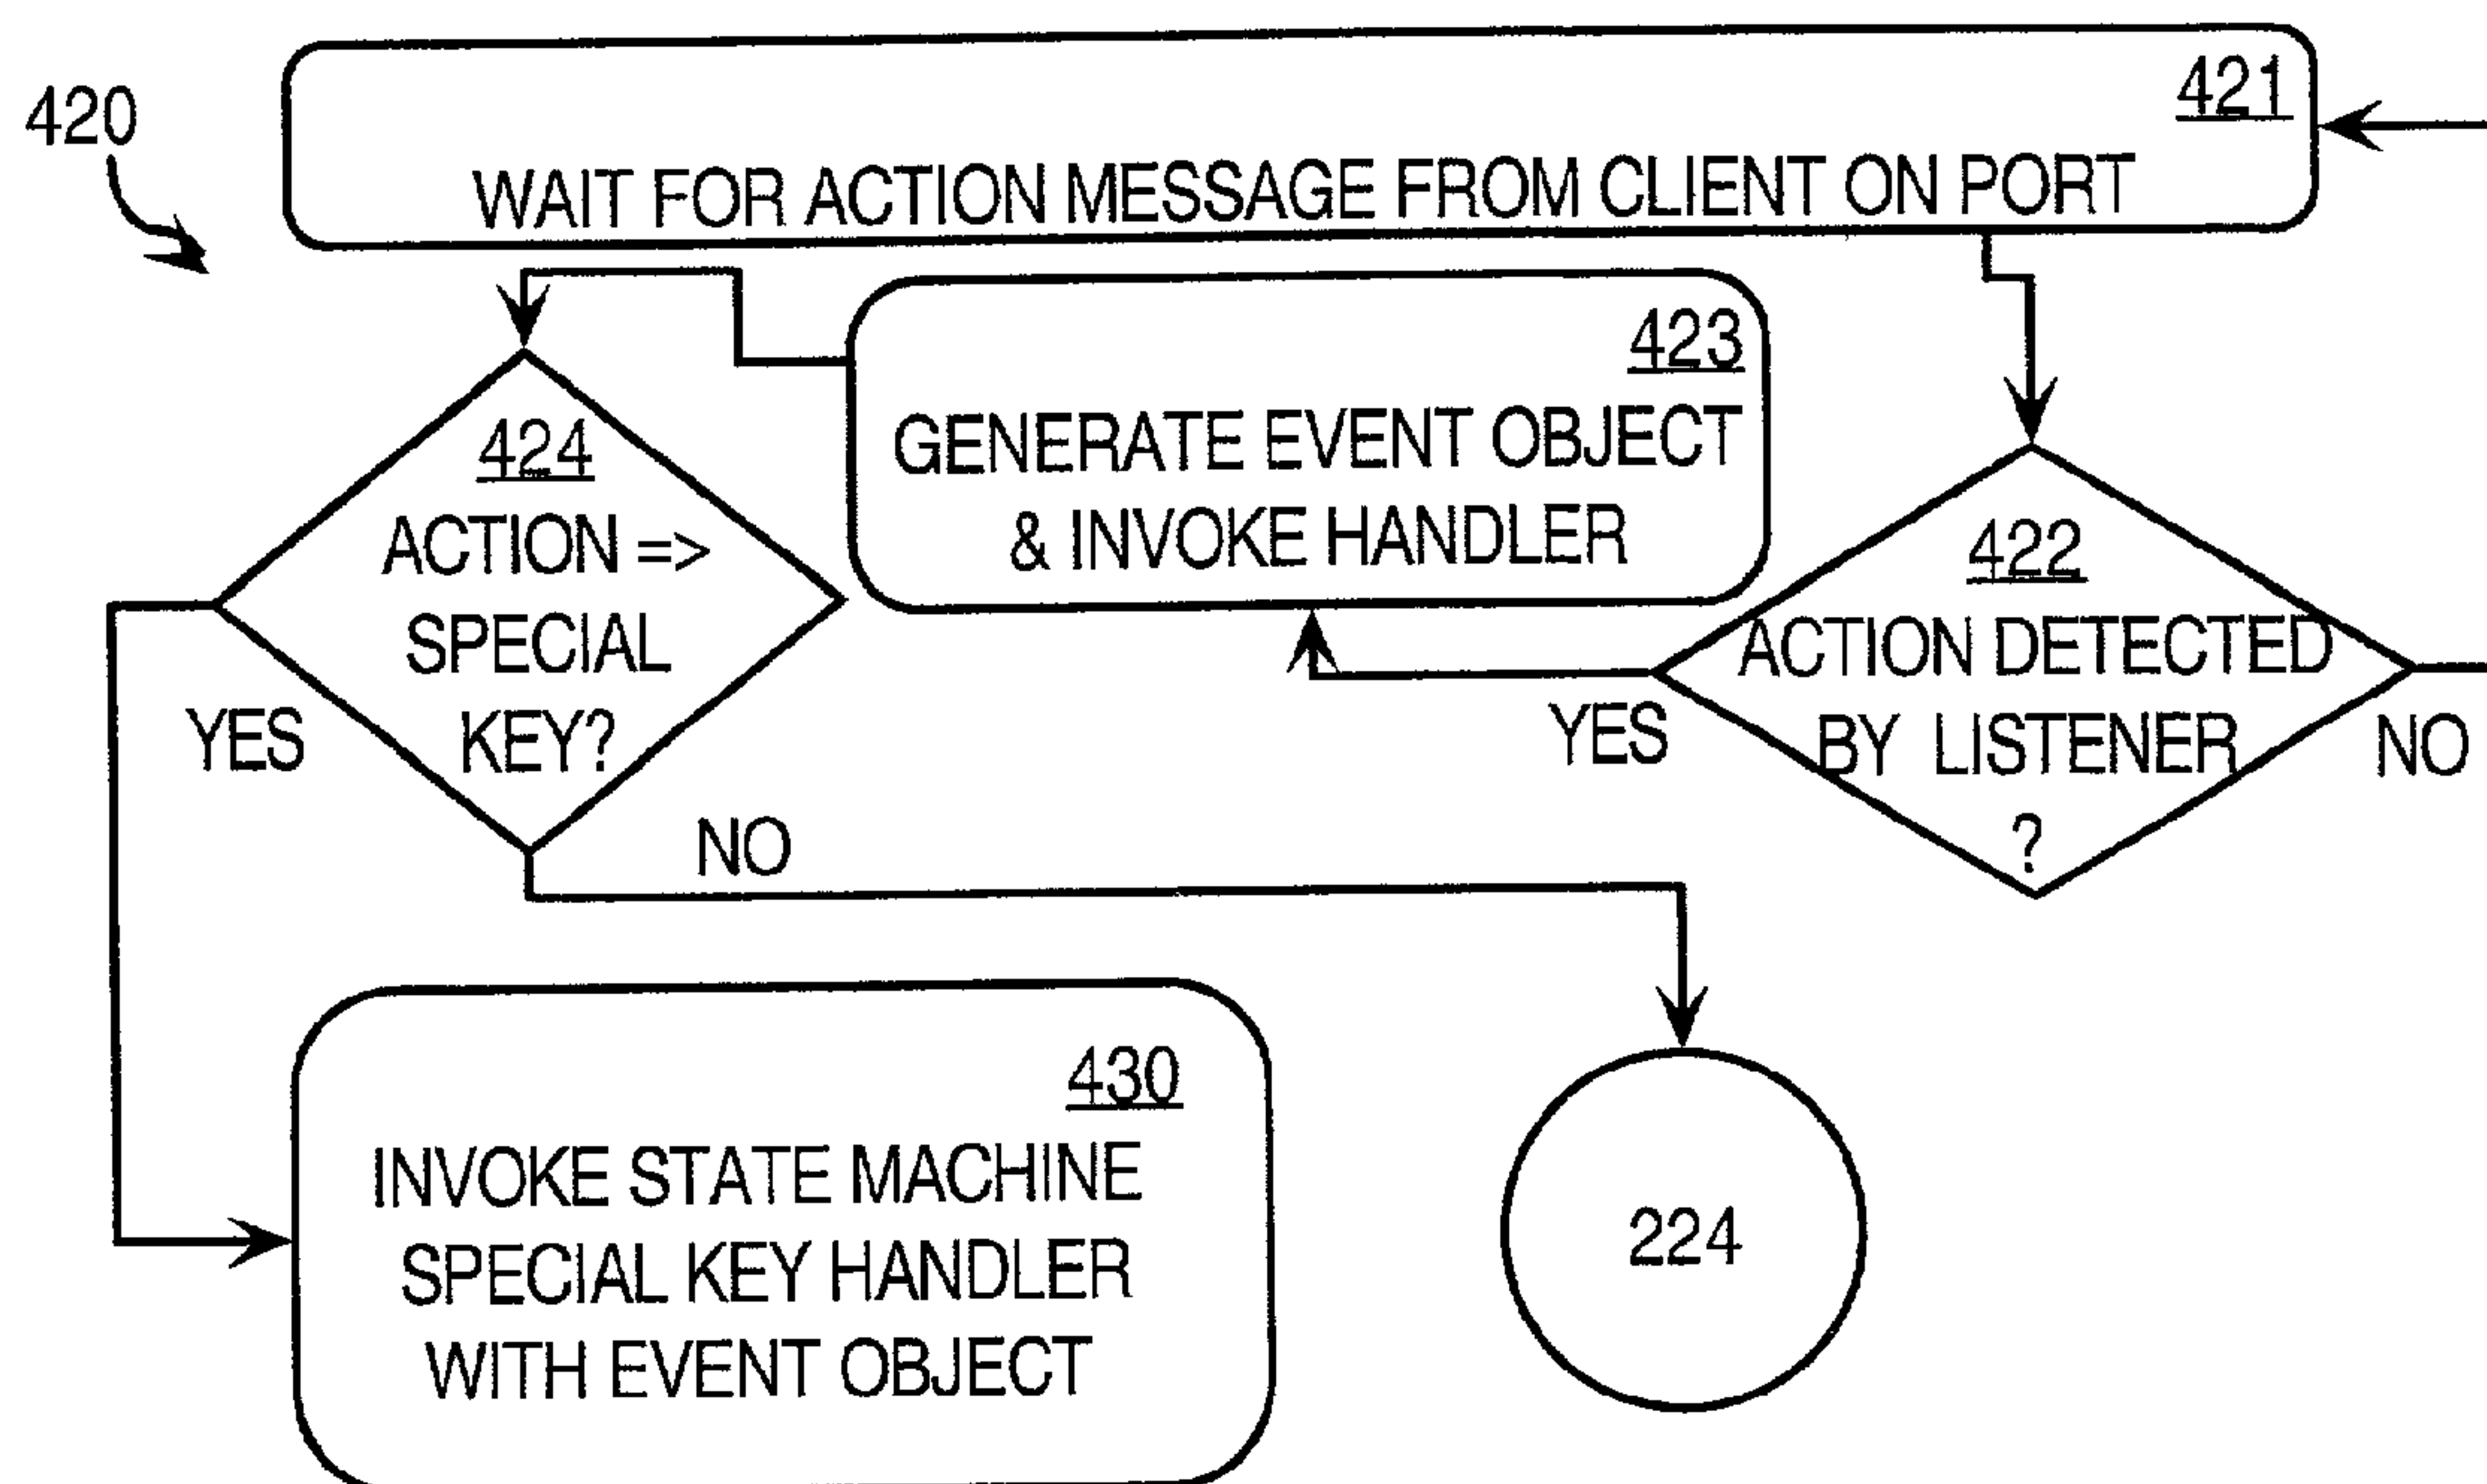 420
421
WAIT FOR ACTION MESSAGE FROM CLIENT ON PORT
423
GENERATE EVENT OBJECT
& INVOKE HANDLER
424
ACTION =>
SPECIAL
KEY?
YES
NO
422
ACTION DETECTED
BY LISTENER
?
YES
NO
430
INVOKE STATE MACHINE
SPECIAL KEY HANDLER
WITH EVENT OBJECT
224